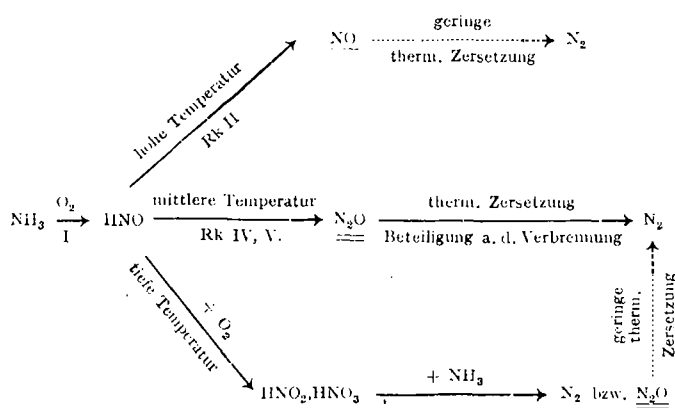 geringe
NO → N₂
therm. Zersetzung
hohe Temperatur
Rk II
O₂
NH₃ → HNO
I
mittlere Temperatur
Rk IV, V.
N₂O
therm. Zersetzung
Beteiligung a. d. Verbrennung
N₂
tiefe Temperatur
+ O₂
geringe
therm.
Zersetzung
HNO₂, HNO₃
+ NH₃
N₂ bzw. N₂O